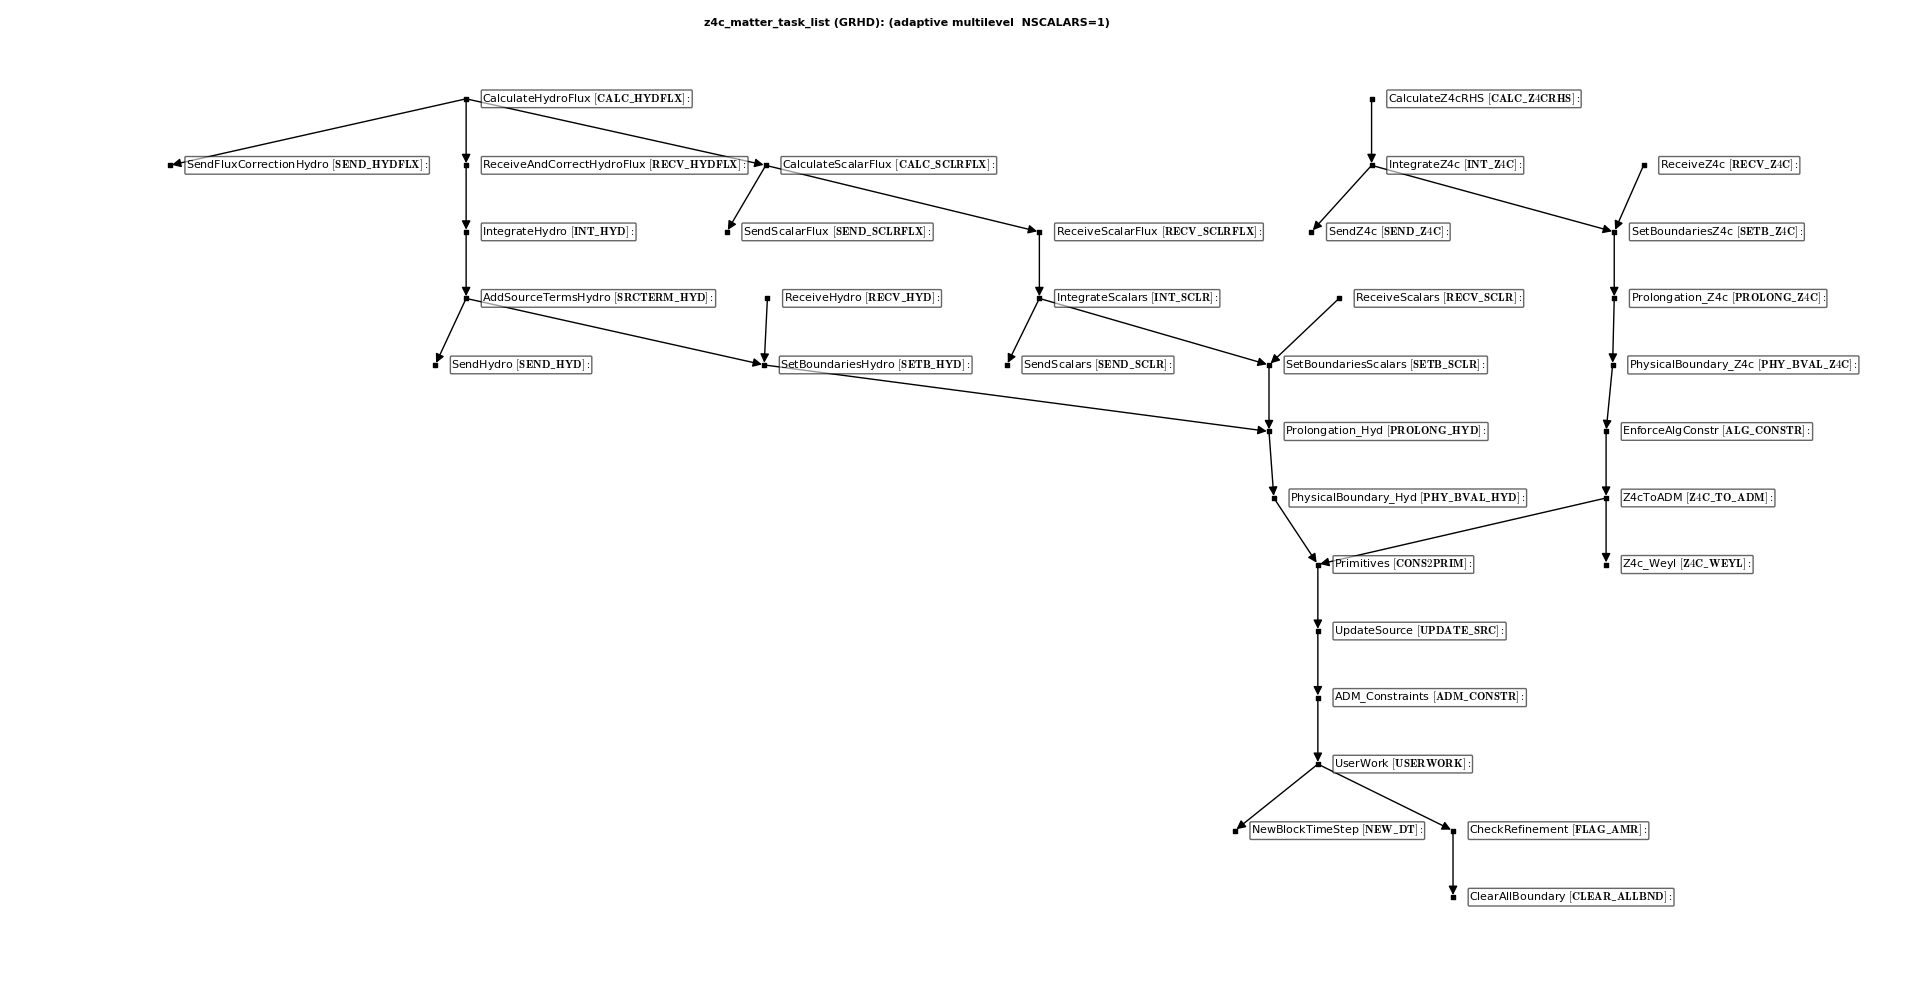 z4c_matter_task_list (GRHD): (adaptive multilevel  NSCALARS=1)
CalculateHydroFlux [CALC_HYDFLX]:
CalculateZ4cRHS [CALC_Z4CRHS]:
SendFluxCorrectionHydro [SEND_HYDFLX]:
ReceiveAndCorrectHydroFlux [RECV_HYDFLX]:
CalculateScalarFlux [CALC_SCLRFLX]:
IntegrateZ4c [INT_Z4C]:
ReceiveZ4c [RECV_Z4C]:
IntegrateHydro [INT_HYD]:
SendScalarFlux [SEND_SCLRFLX]:
ReceiveScalarFlux [RECV_SCLRFLX]:
SendZ4c [SEND_Z4C]:
SetBoundariesZ4c [SETB_Z4C]:
AddSourceTermsHydro [SRCTERM_HYD]:
ReceiveHydro [RECV_HYD]:
IntegrateScalars [INT_SCLR]:
ReceiveScalars [RECV_SCLR]:
Prolongation_Z4c [PROLONG_Z4C]:
SendHydro [SEND_HYD]:
SetBoundariesHydro [SETB_HYD]:
SendScalars [SEND_SCLR]:
SetBoundariesScalars [SETB_SCLR]:
PhysicalBoundary_Z4c [PHY_BVAL_Z4C]:
Prolongation_Hyd [PROLONG_HYD]:
EnforceAlgConstr [ALG_CONSTR]:
PhysicalBoundary_Hyd [PHY_BVAL_HYD]:
Z4cToADM [Z4C_TO_ADM]:
Primitives [CONS2PRIM]:
Z4c_Weyl [Z4C_WEYL]:
UpdateSource [UPDATE_SRC]:
ADM_Constraints [ADM_CONSTR]:
UserWork [USERWORK]:
NewBlockTimeStep [NEW_DT]:
CheckRefinement [FLAG_AMR]:
ClearAllBoundary [CLEAR_ALLBND]: